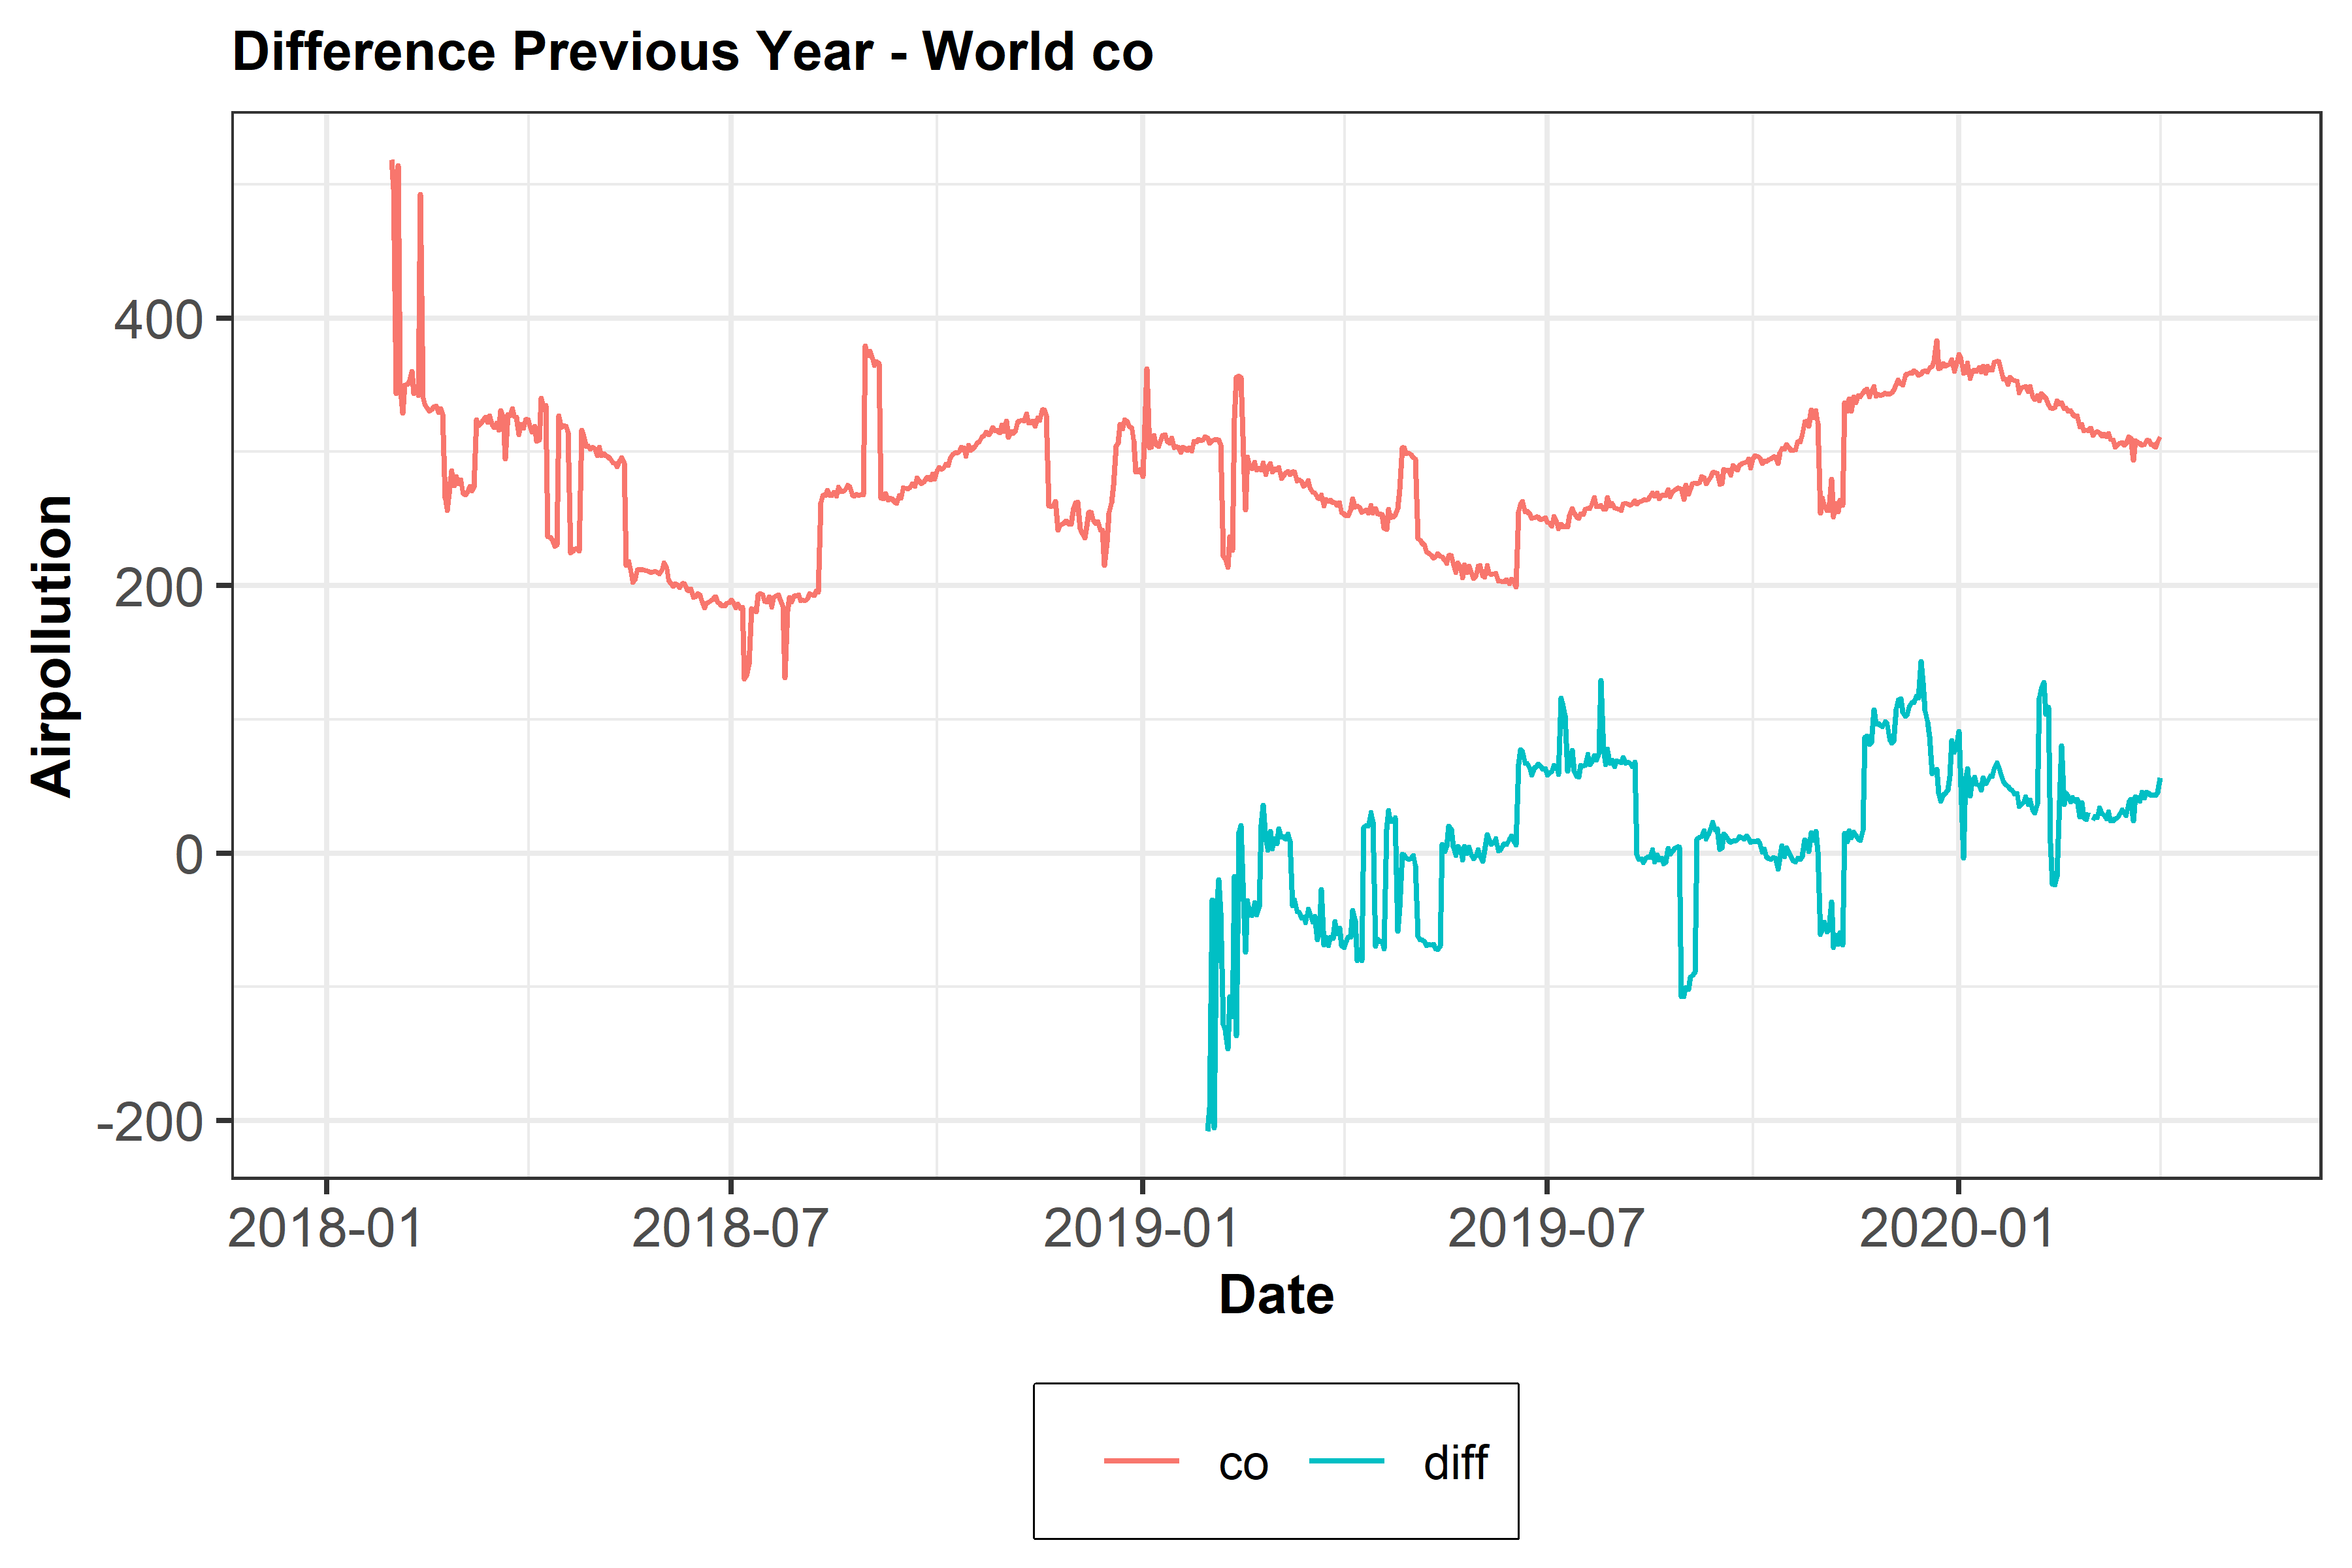 Difference Previous Year - World co
Airpollution
400
200
0
-200
2018-01 2018-07 2019-01 2019-07 2020-01
Date
co diff